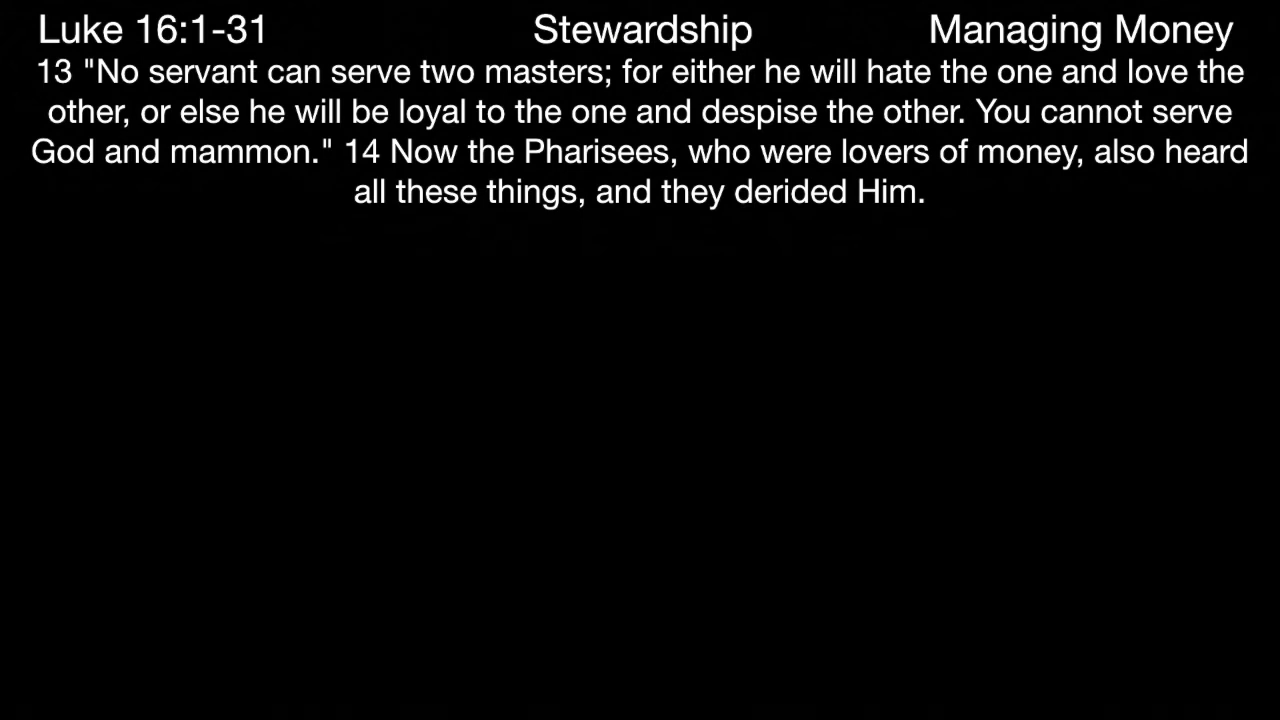 Luke 16:1-31 Stewardship Managing Money
13 "No servant can serve two masters; for either he will hate the one and love the
other, or else he will be loyal to the one and despise the other. You cannot serve
God and mammon." 14 Now the Pharisees, who were lovers of money, also heard
all these things, and they derided Him.